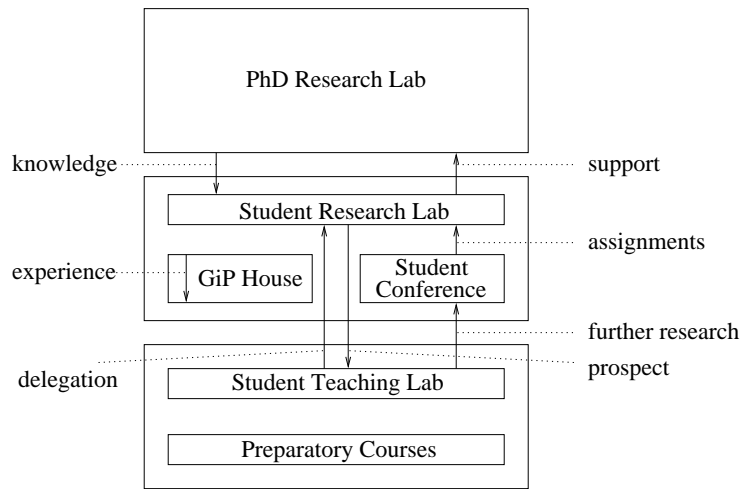 PhD Research Lab
knowledge
support
Student Research Lab
assignments
experience
GiP House
Student
Conference
further research
delegation
prospect
Student Teaching Lab
Preparatory Courses